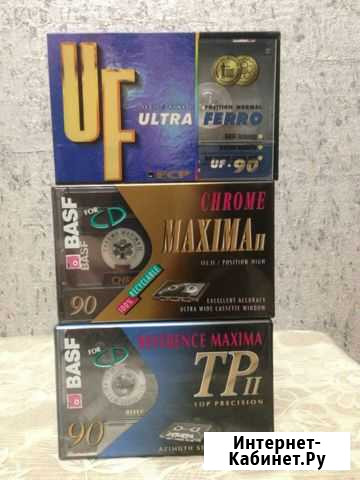 UF
ULTRA
POSITION NORMAL
FERRO
UF-90
ECP
BASF
BASF
FOR CD
90
CHROME
MAXIMA II
IEC II / POSITION HIGH
100% RECYCLABLE
EXCELLENT ACCURACY
ULTRA WIDE CASSETTE WINDOW
BASF
FOR CD
90
REFERENCE MAXIMA
TP II
TOP PRECISION
Интернет-
Кабинет.Ру